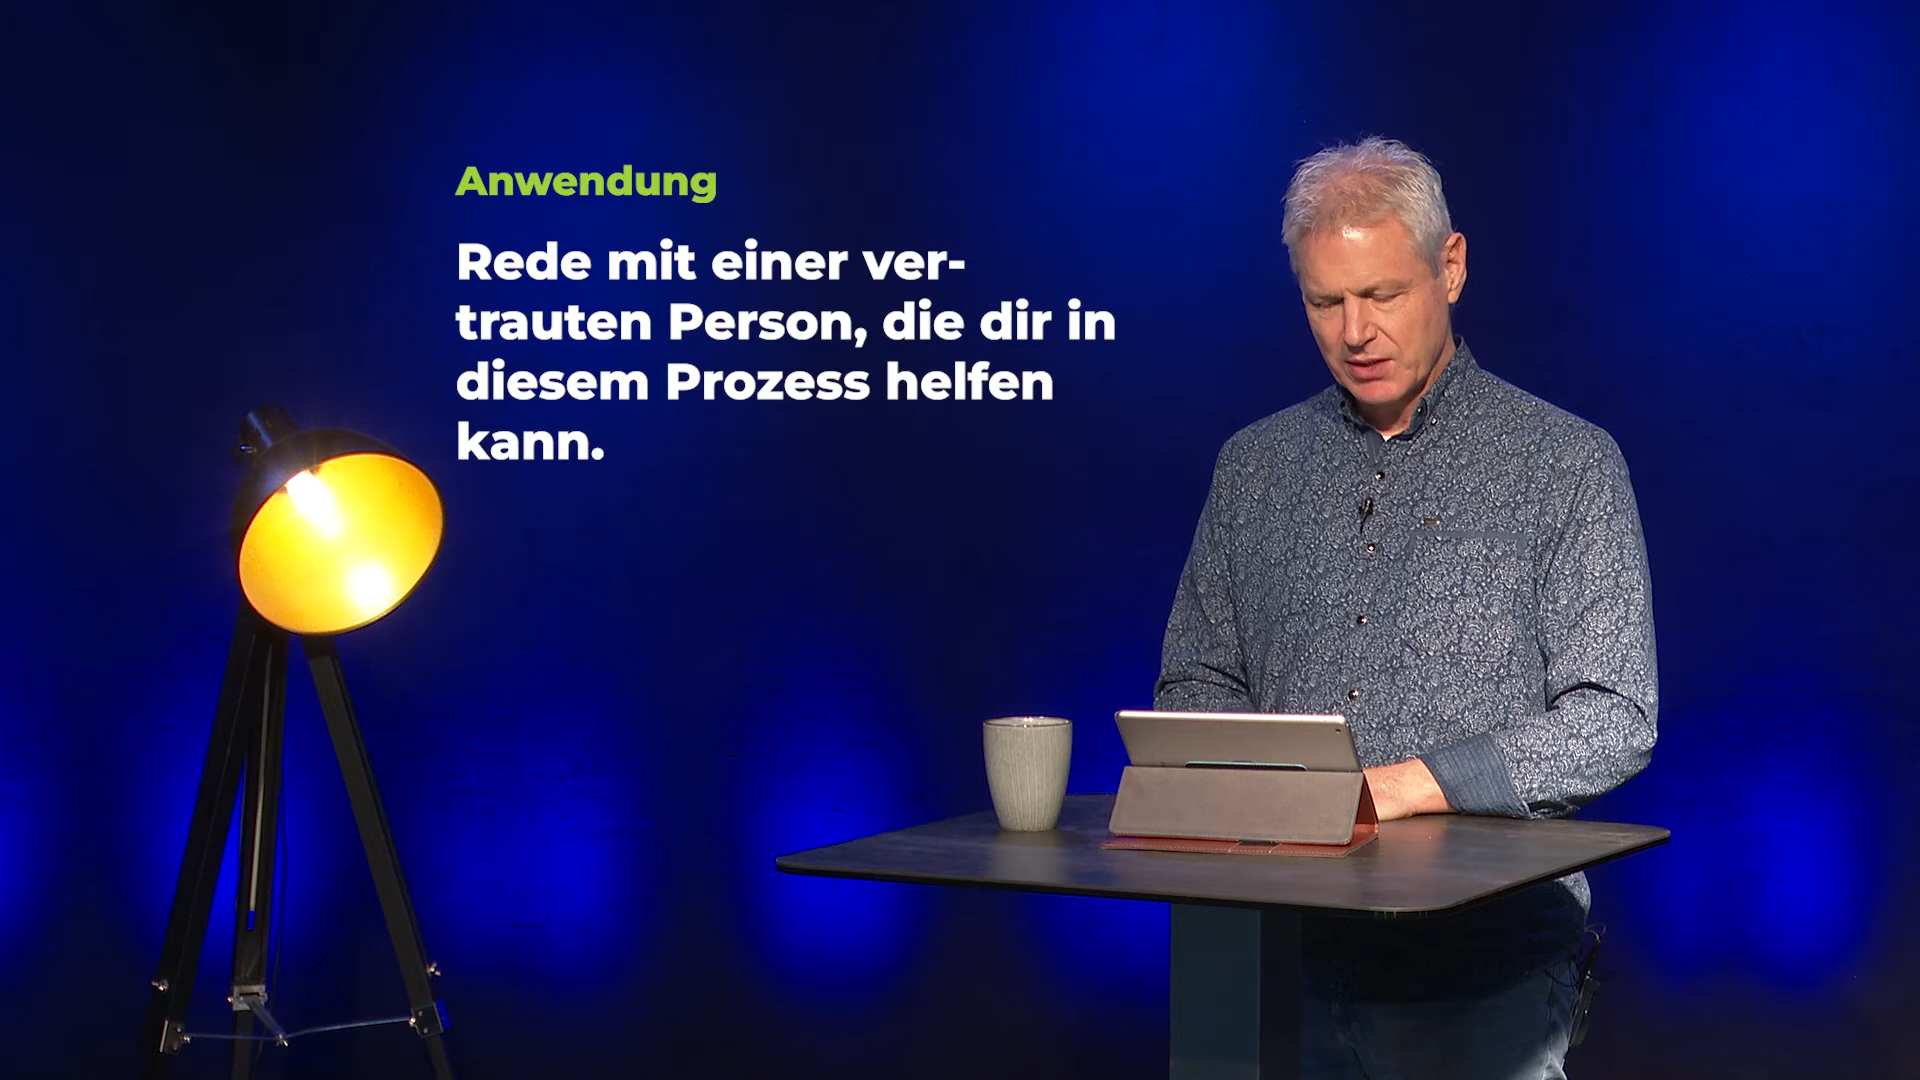 Anwendung
Rede mit einer ver-
trauten Person, die dir in
diesem Prozess helfen
kann.